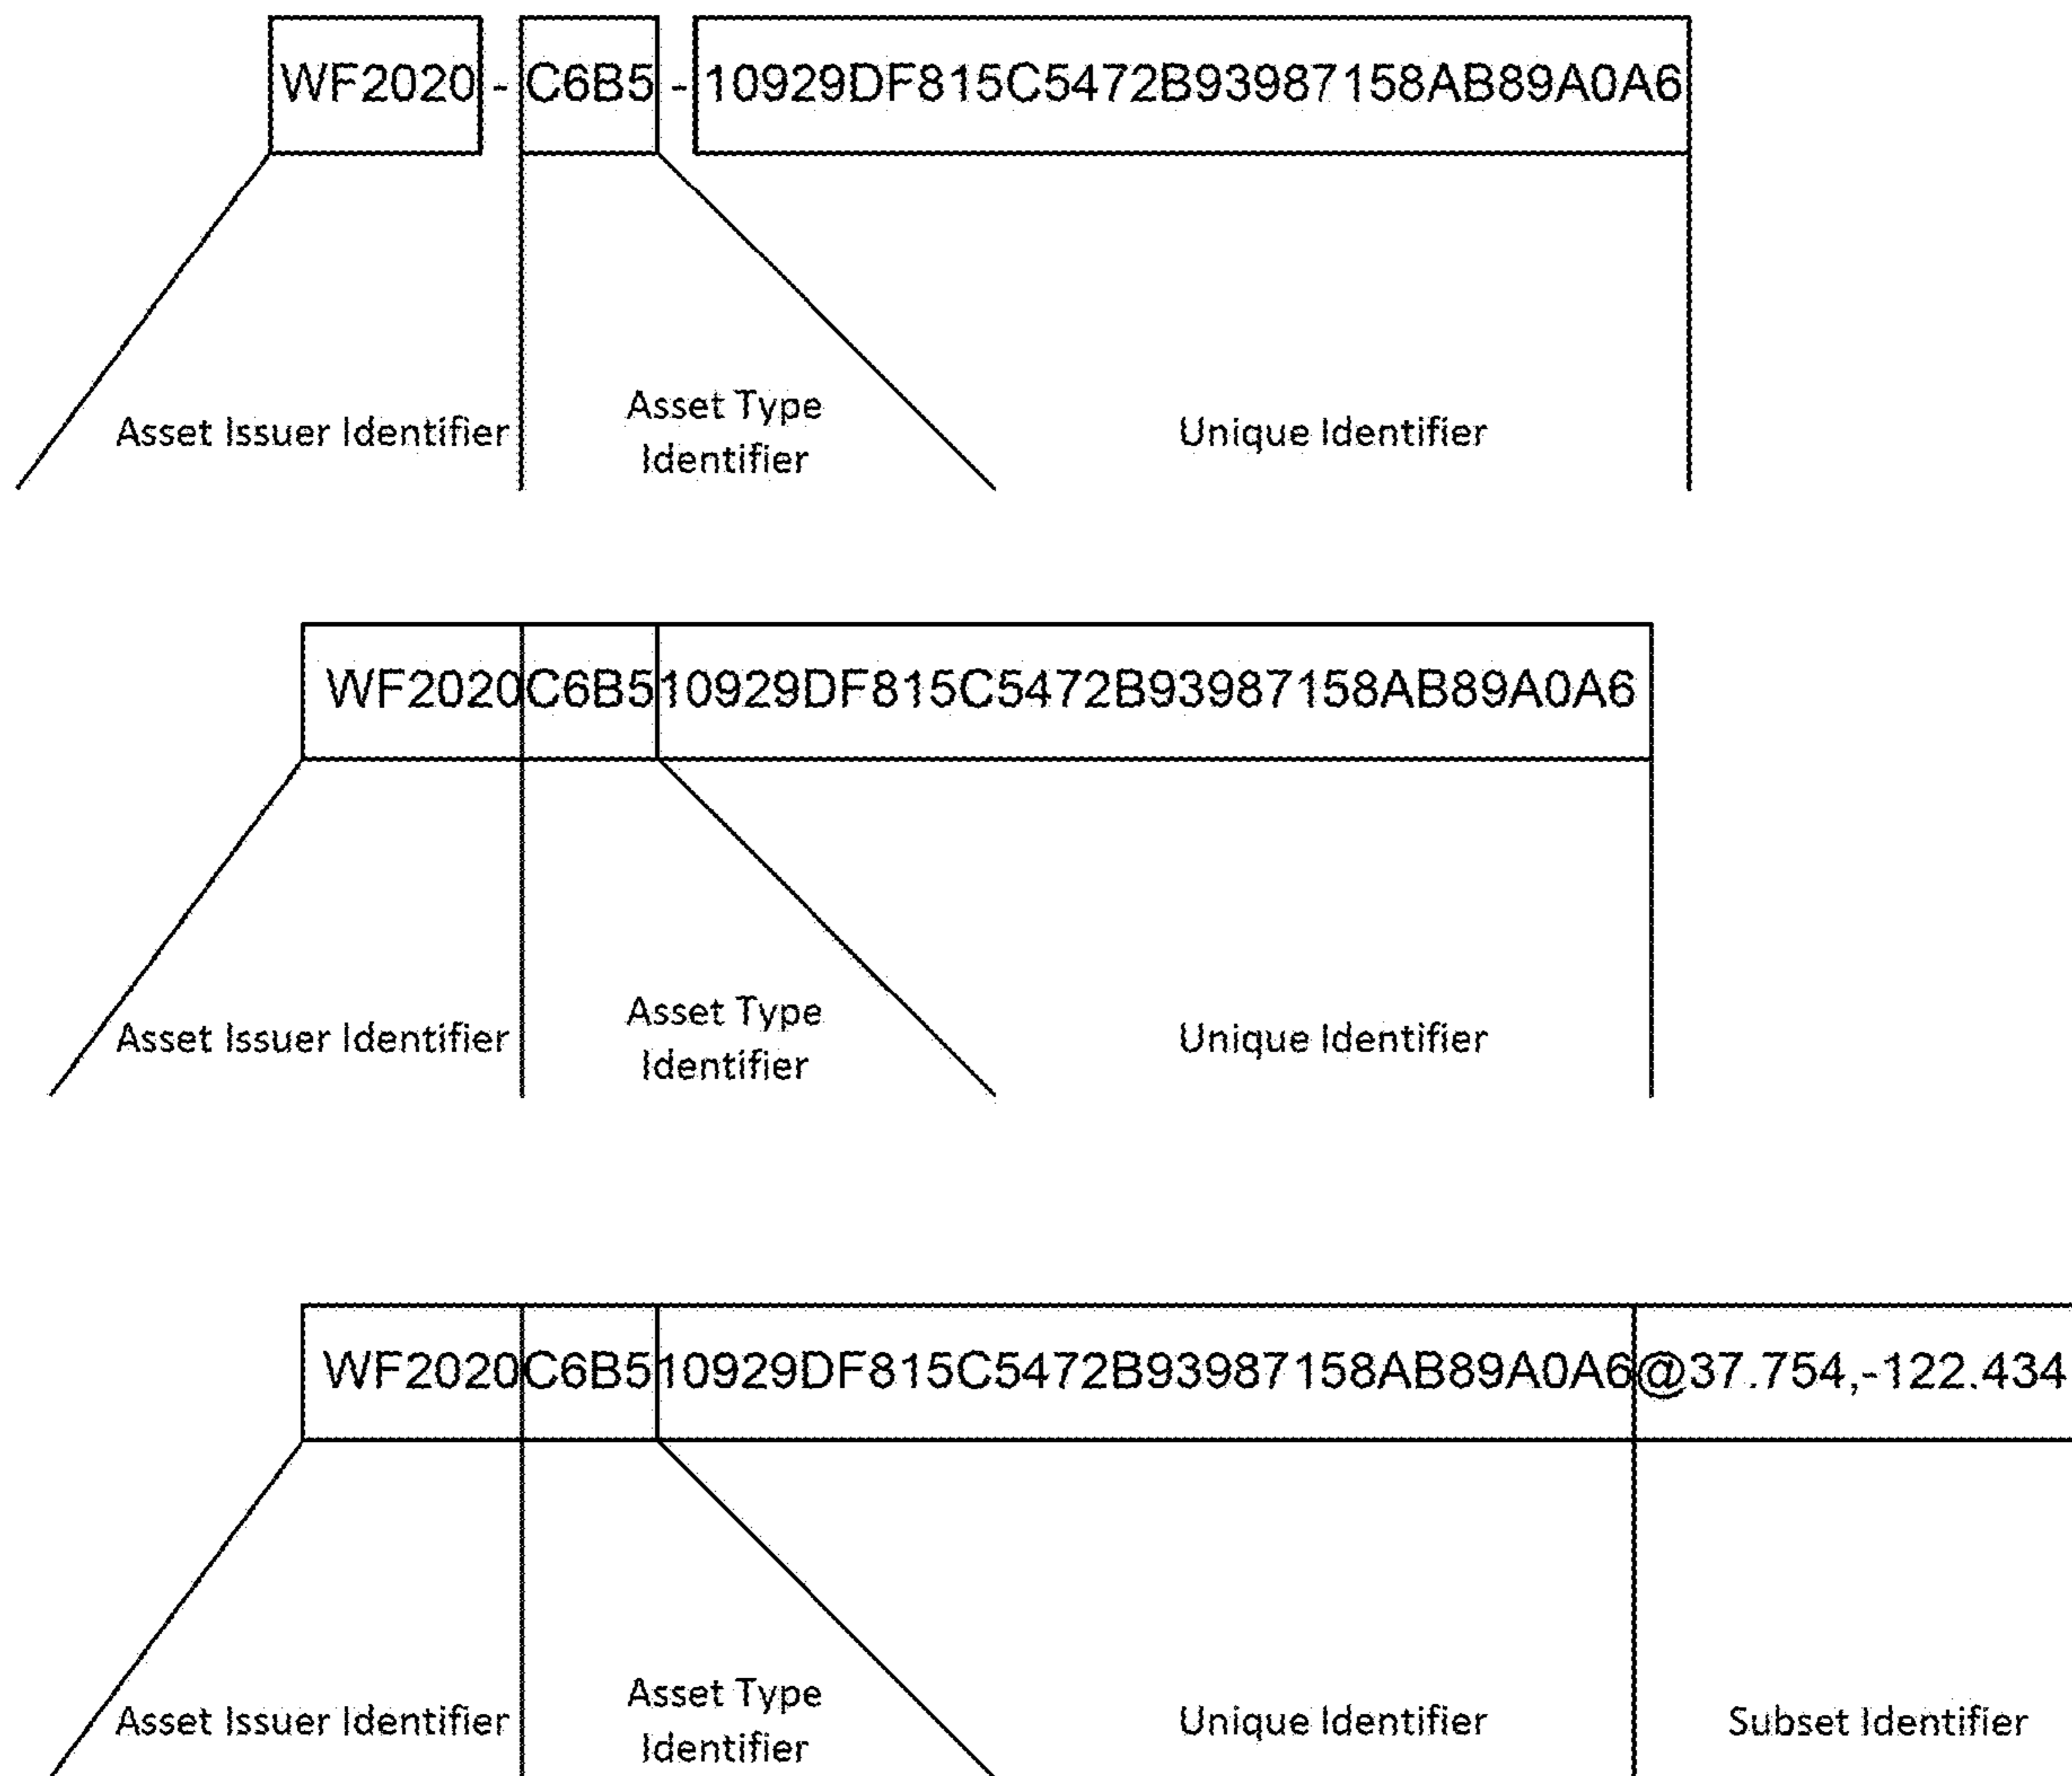 WF2020 - C6B5 - 10929DF815C5472B93987158AB89A0A6
Asset Issuer Identifier
Asset Type
Identifier
Unique Identifier
WF2020C6B510929DF815C5472B93987158AB89A0A6
Asset Issuer Identifier
Asset Type
Identifier
Unique Identifier
WF2020C6B510929DF815C5472B93987158AB89A0A6@37.754,-122.434
Asset Issuer Identifier
Asset Type
Identifier
Unique Identifier
Subset Identifier